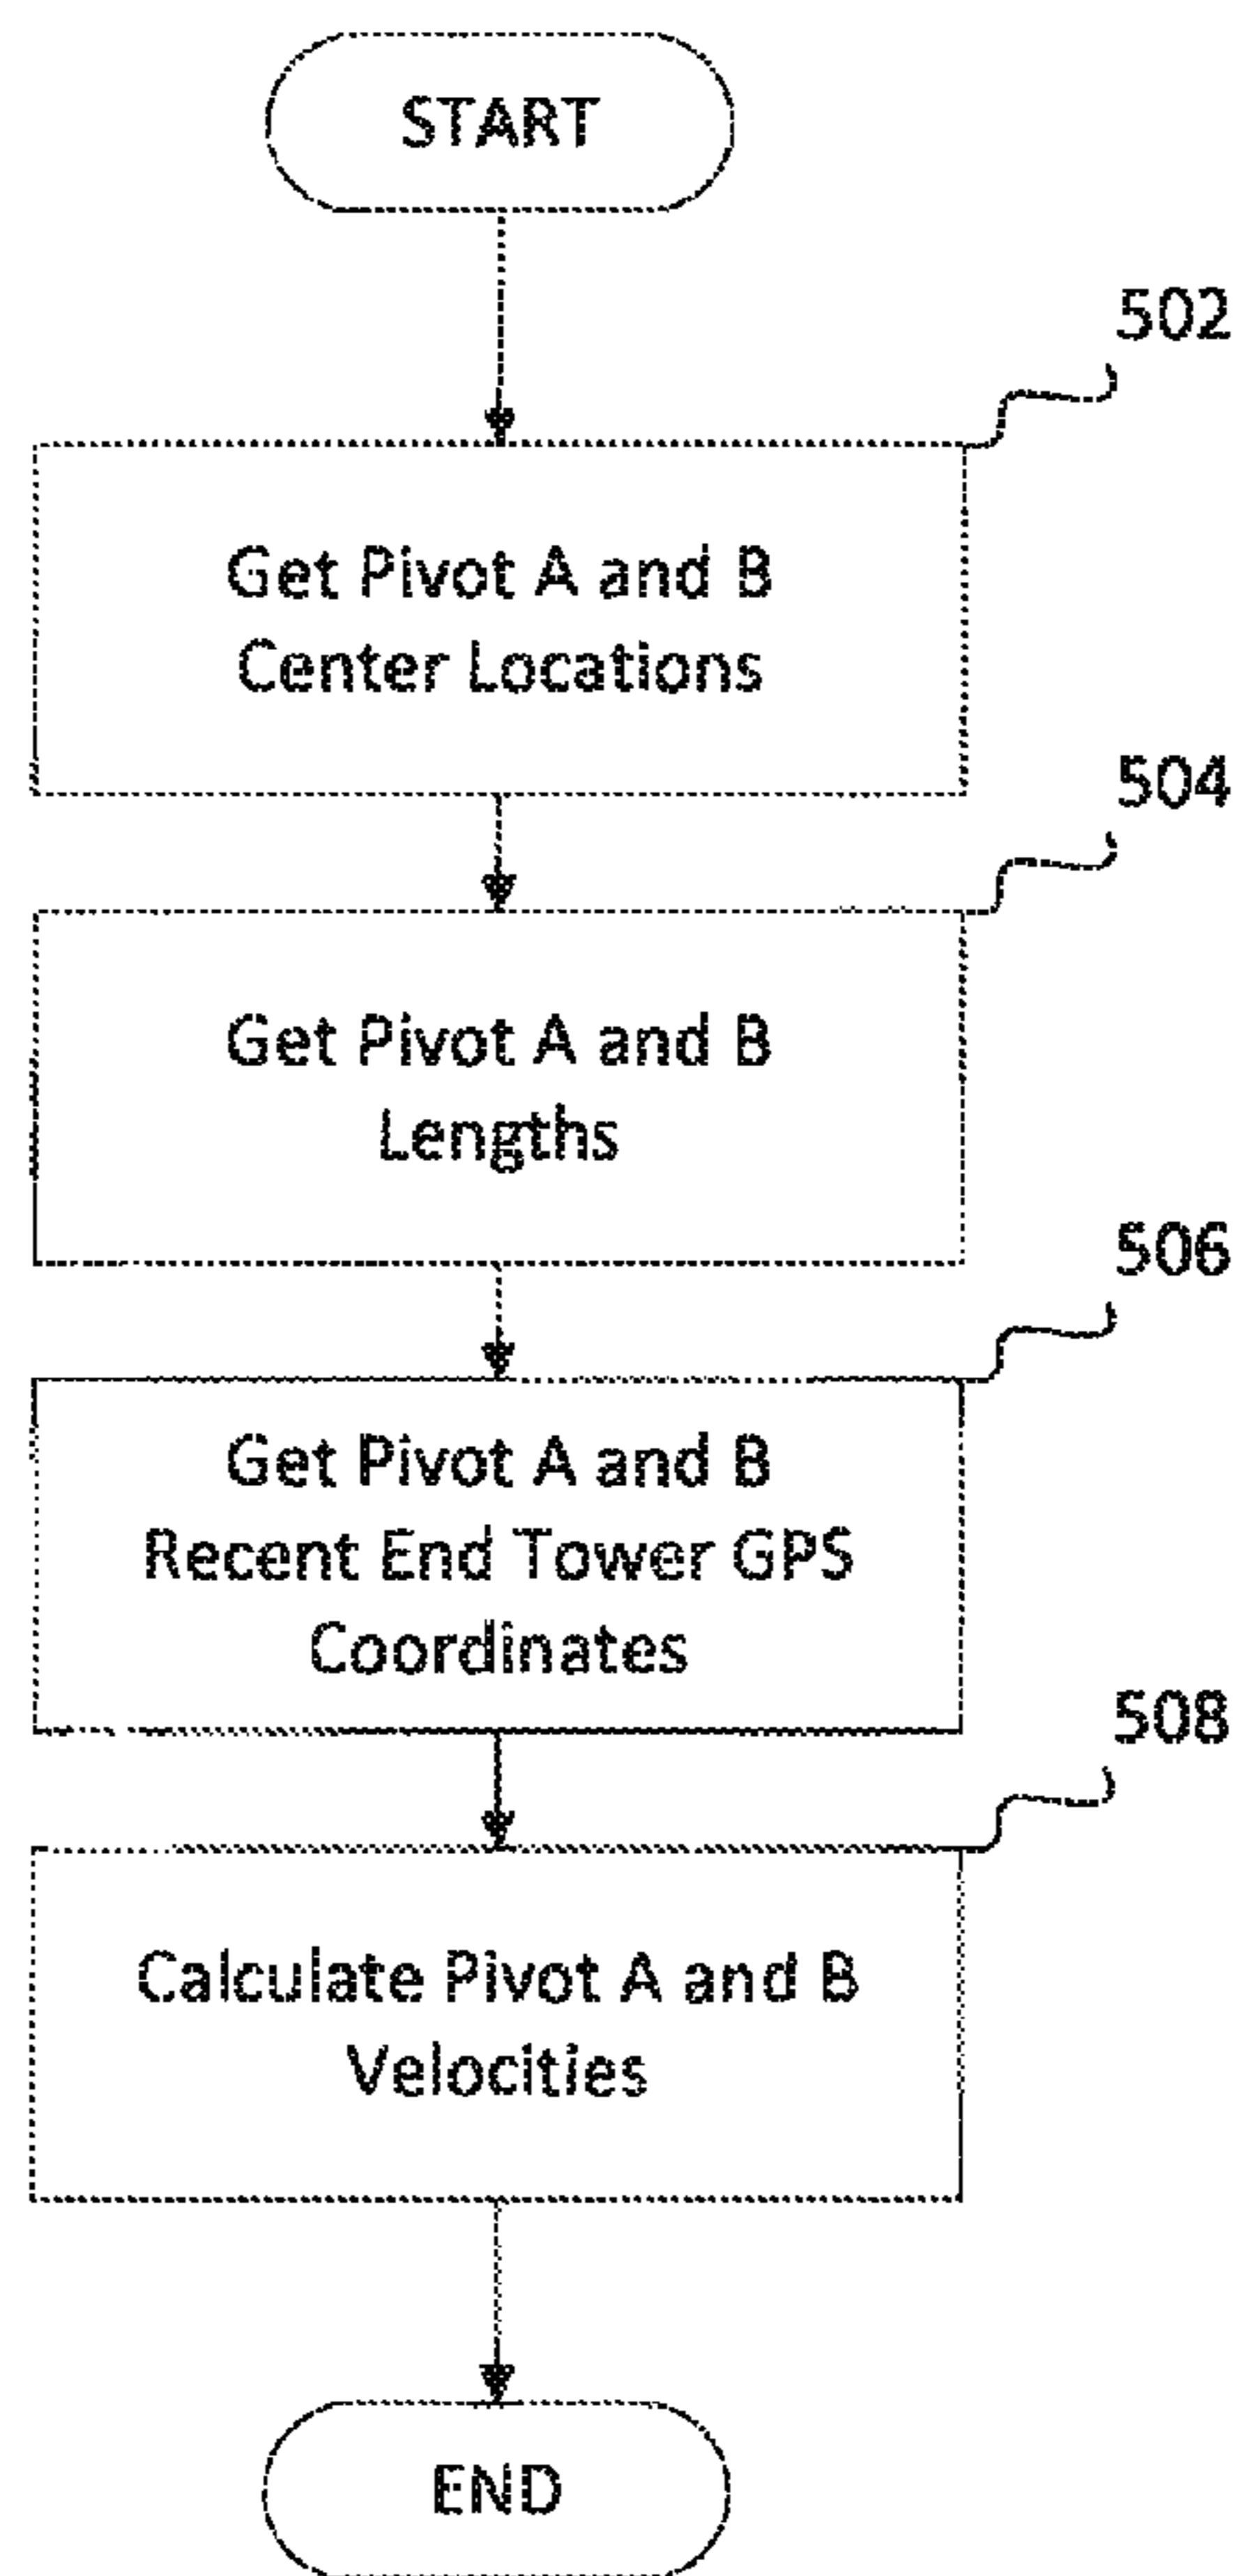 START
502
Get Pivot A and B
Center Locations
504
Get Pivot A and B
Lengths
506
Get Pivot A and B
Recent End Tower GPS
Coordinates
508
Calculate Pivot A and B
Velocities
END